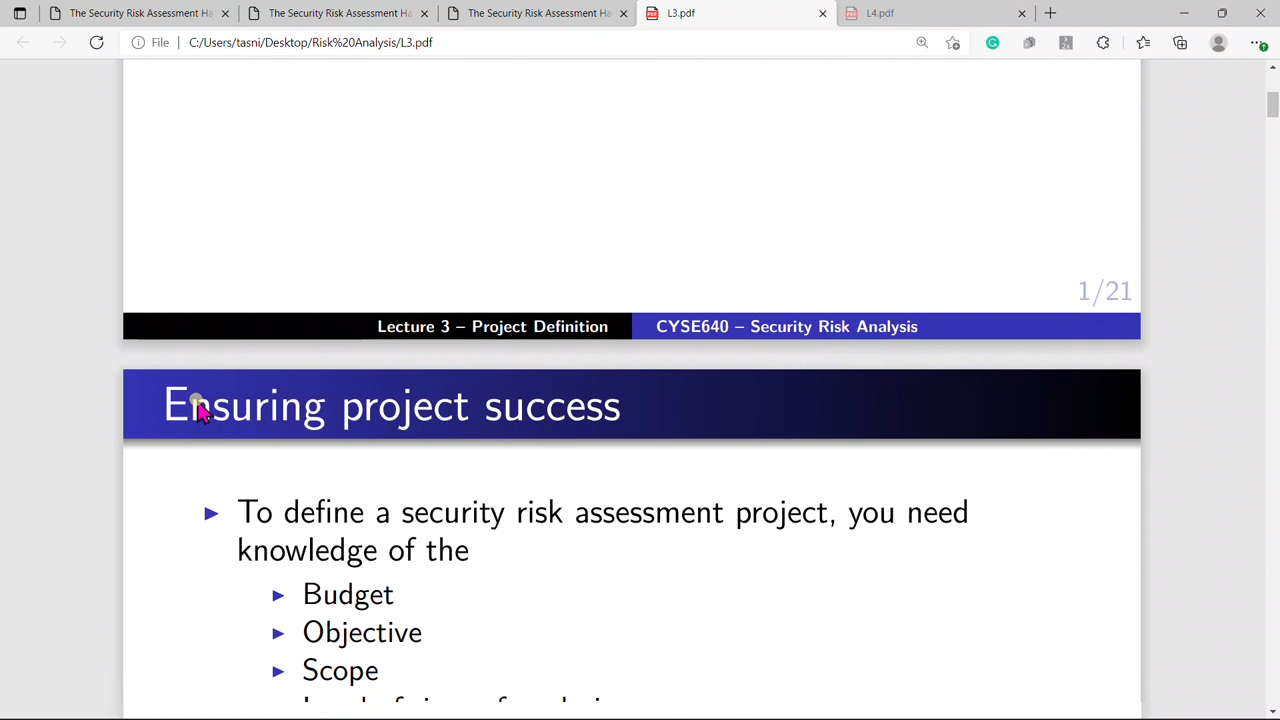 The Security Risk Assessment Ha
The Security Risk Assessment Ha
The Security Risk Assessment Ha
L3.pdf
L4.pdf
File
C:/Users/tasni/Desktop/Risk%20Analysis/L3.pdf
1/21
Lecture 3 – Project Definition
CYSE640 – Security Risk Analysis
Ensuring project success
To define a security risk assessment project, you need
knowledge of the
Budget
Objective
Scope